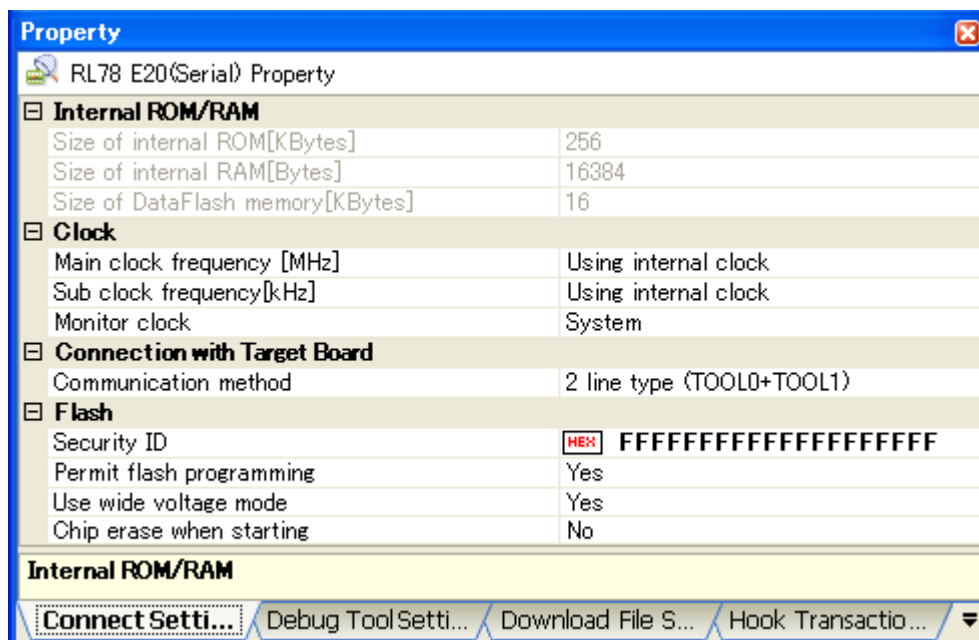 Property
RL78 E20(Serial) Property
Internal ROM/RAM
Size of internal ROM[KBytes] 256
Size of internal RAM[Bytes] 16384
Size of DataFlash memory[KBytes] 16
Clock
Main clock frequency [MHz] Using internal clock
Sub clock frequency[kHz] Using internal clock
Monitor clock System
Connection with Target Board
Communication method 2 line type (TOOL0+TOOL1)
Flash
Security ID HEX FFFFFFFFFFFFFFFFFFFF
Permit flash programming Yes
Use wide voltage mode Yes
Chip erase when starting No
Internal ROM/RAM
Connect Setti... Debug Tool Setti... Download File S... Hook Transactio...